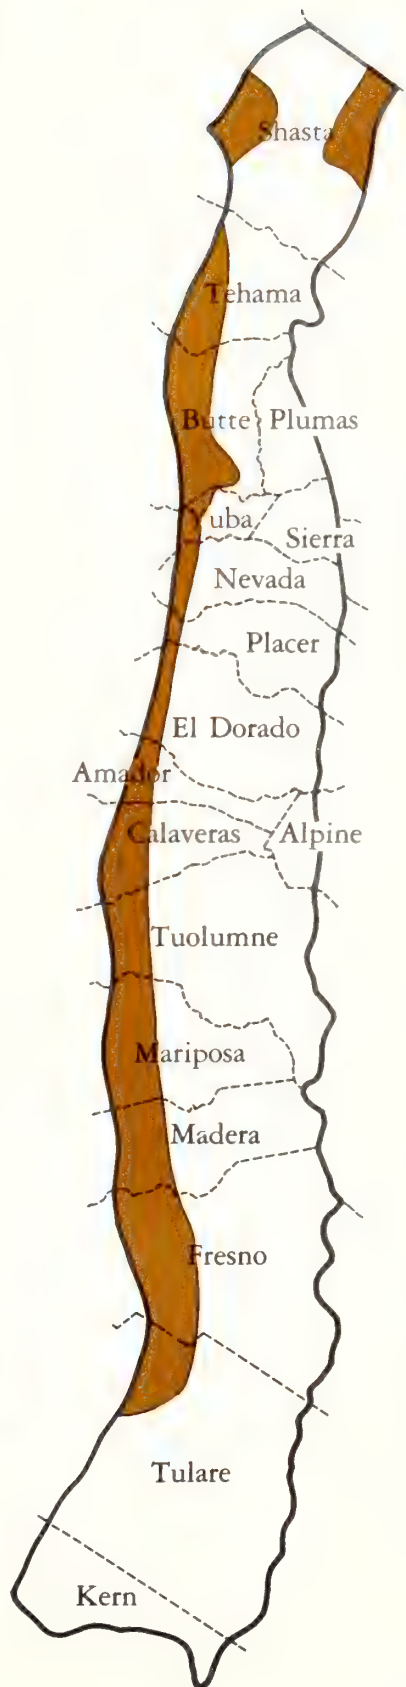 Shasta
Tehama
Butte
Plumas
Yuba
Sierra
Nevada
Placer
El Dorado
Amador
Calaveras
Alpine
Tuolumne
Mariposa
Madera
Fresno
Tulare
Kern